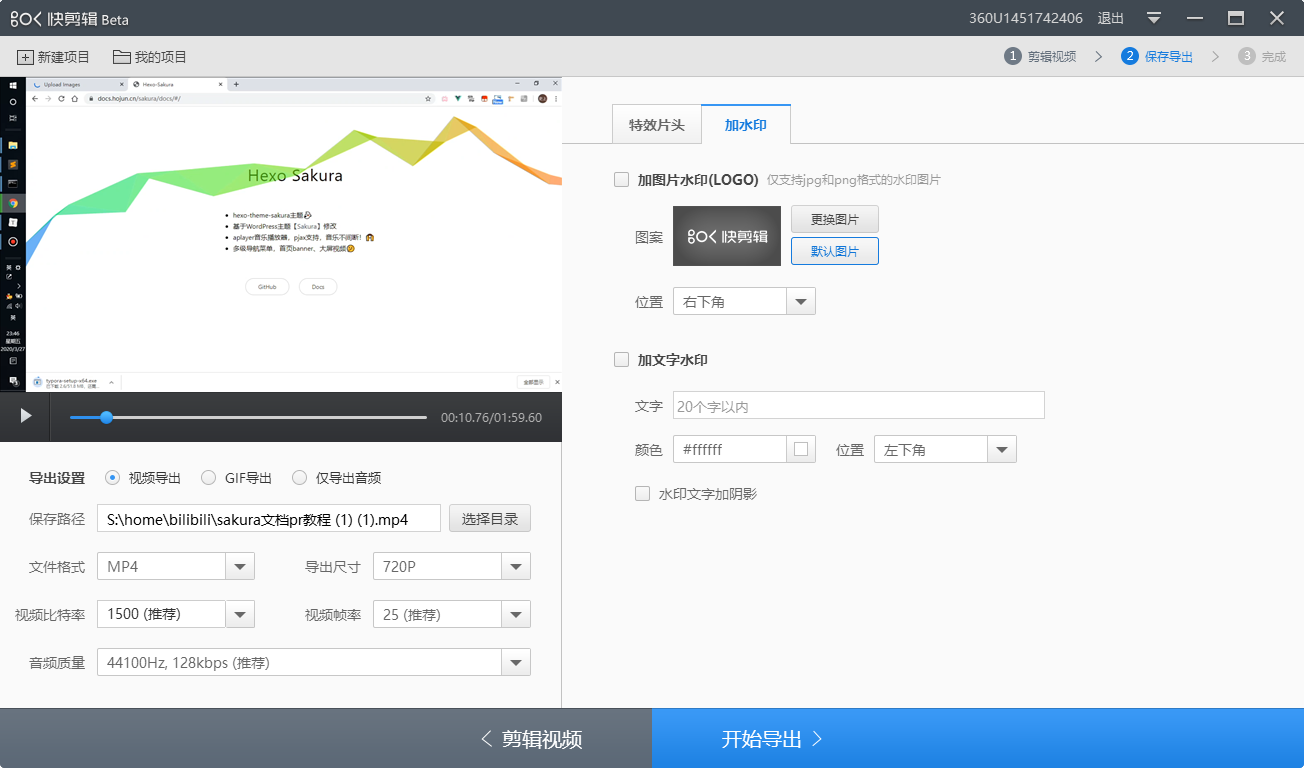 快剪辑 Beta
360U1451742406 退出
新建项目 我的项目
1 剪辑视频 2 保存导出 3 完成
Upload Images
Hexo-Sakura
docs.hojun.cn/sakura/docs/#/
Hexo Sakura
hexo-theme-sakura主题
基于WordPress主题【Sakura】修改
aplayer音乐播放器，pjax支持，音乐不间断！
多级导航菜单，首页banner，大屏视频
GitHub Docs
英
英
23:46
星期五
2020/3/27
typora-setup-x64.exe
全部显示
00:10.76/01:59.60
特效片头 加水印
加图片水印(LOGO) 仅支持jpg和png格式的水印图片
图案 快剪辑 更换图片
默认图片
位置 右下角
加文字水印
文字 20个字以内
颜色 #ffffff 位置 左下角
水印文字加阴影
导出设置 视频导出 GIF导出 仅导出音频
保存路径 S:\home\bilibili\sakura文档pr教程 (1) (1).mp4 选择目录
文件格式 MP4 导出尺寸 720P
视频比特率 1500 (推荐) 视频帧率 25 (推荐)
音频质量 44100Hz, 128kbps (推荐)
剪辑视频 开始导出